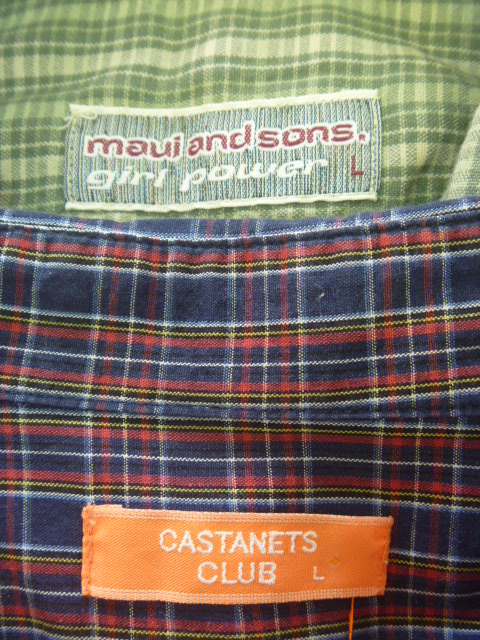 maui and sons.
girl power L
CASTANETS
CLUB L